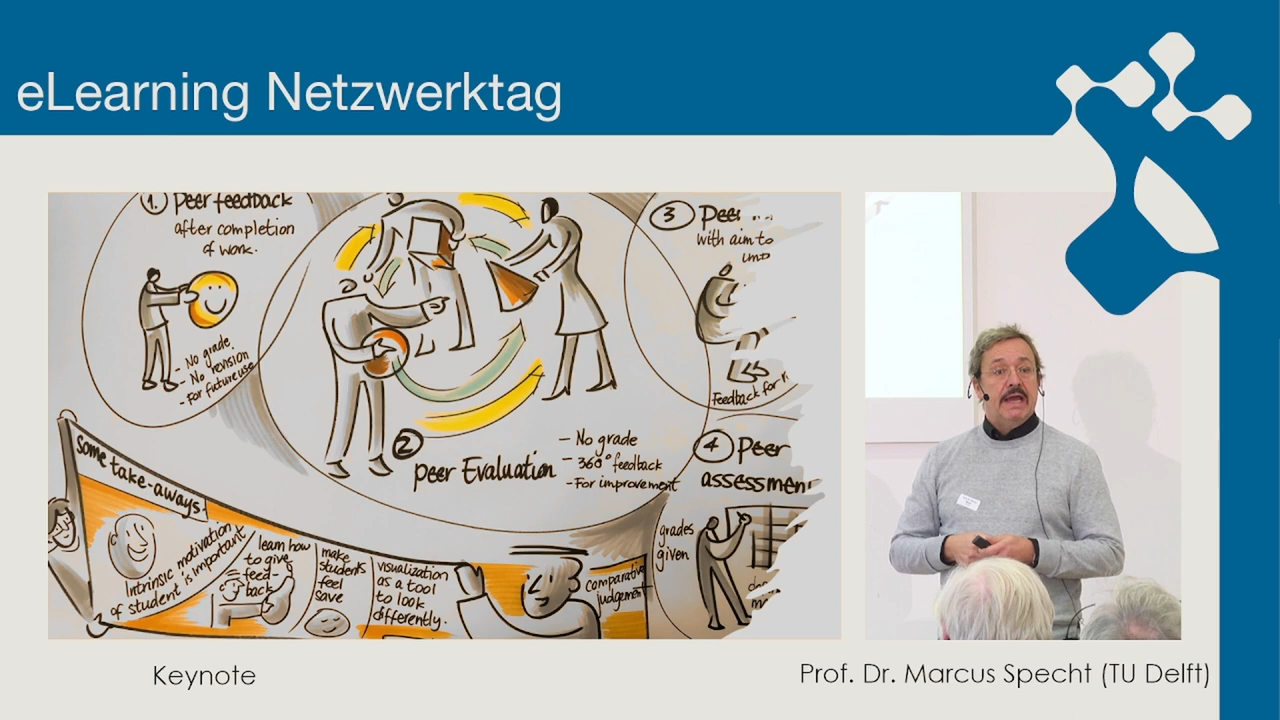 eLearning Netzwerktag
1. Peer feedback
after completion
of work.
- No grade
- No revision
- For future use
2
peer Evaluation
- No grade
- 360° feedback
- For improvement
3 Peer
with aim to
Feedback for
4 Peer
assessment
grades
given
Some take-aways.
Intrinsic motivation
of student is important
learn how
to give
feed-
back
make
students
feel
save
visualization
as a tool
to look
differently.
comparative
judgement
Keynote
Prof. Dr. Marcus Specht (TU Delft)